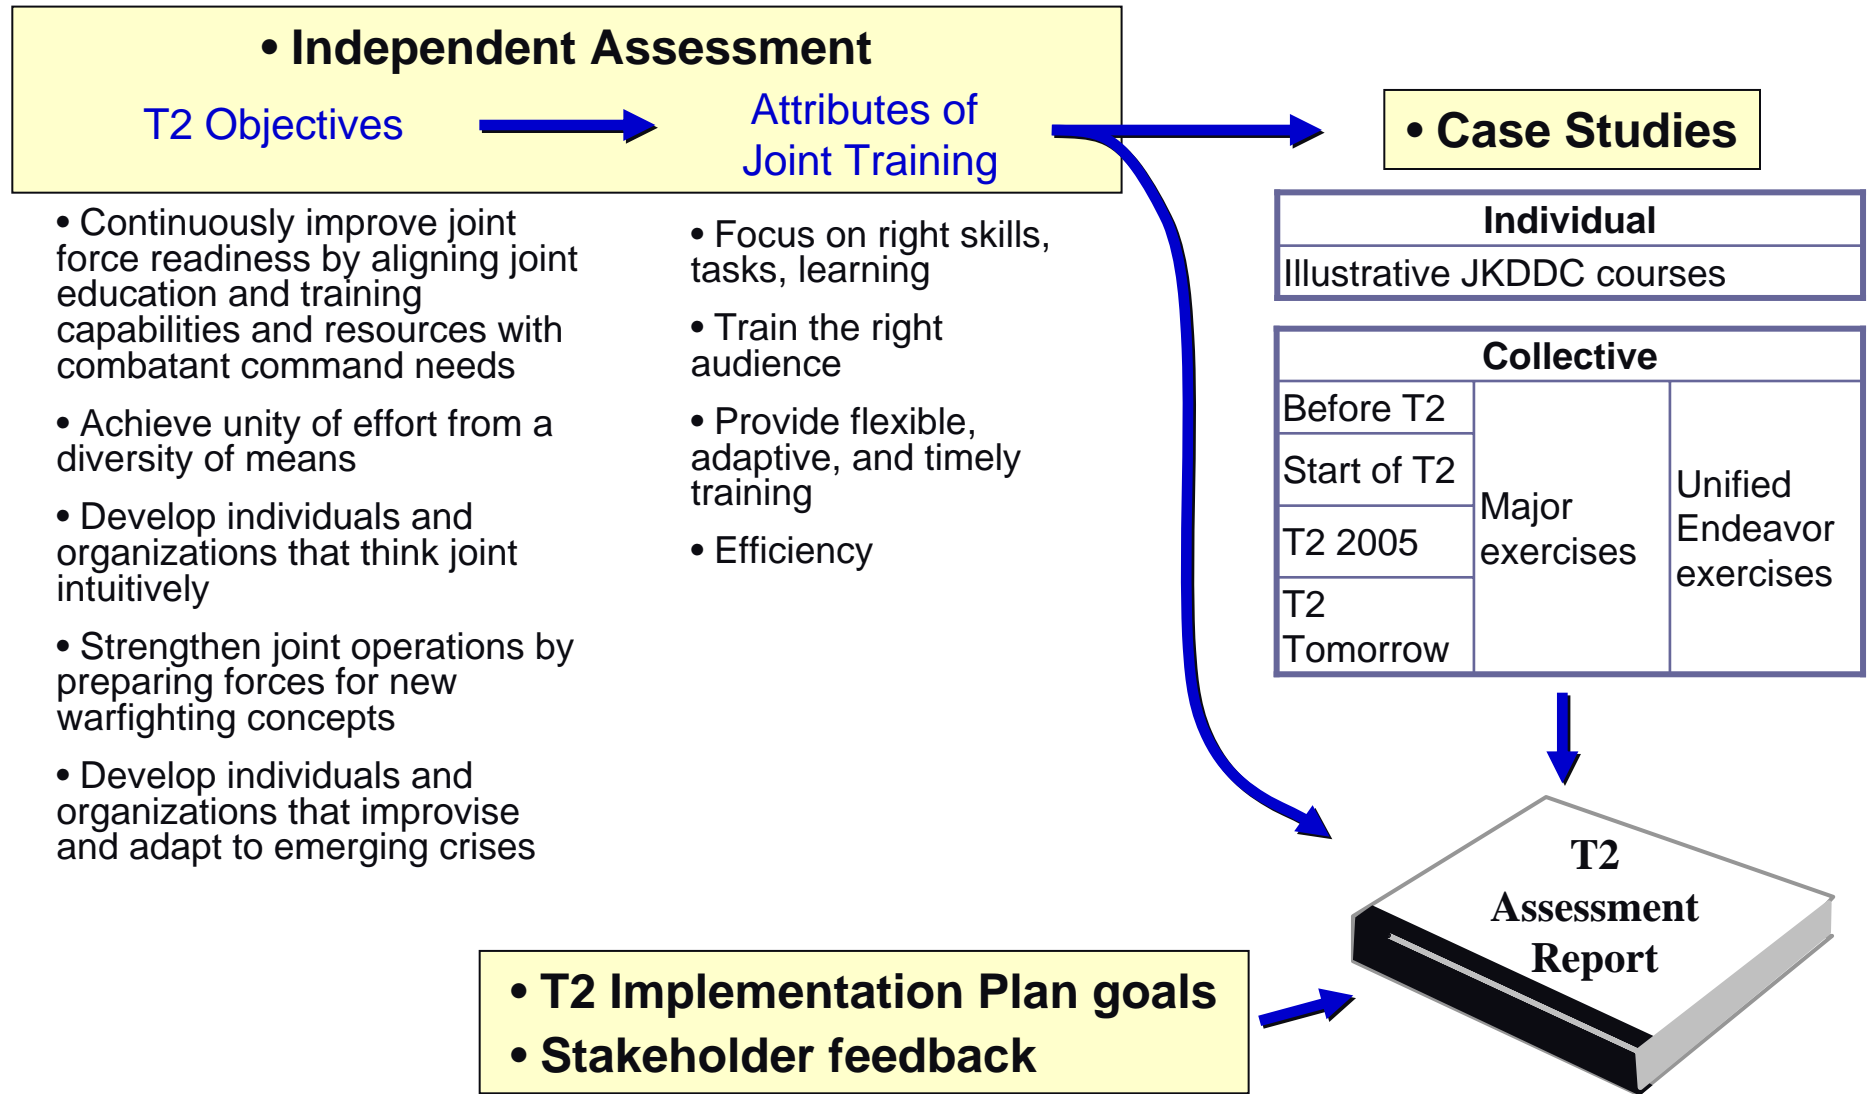 • Independent Assessment
T2 Objectives
Attributes of
Joint Training
• Continuously improve joint
force readiness by aligning joint
education and training
capabilities and resources with
combatant command needs
• Achieve unity of effort from a
diversity of means
• Develop individuals and
organizations that think joint
intuitively
• Strengthen joint operations by
preparing forces for new
warfighting concepts
• Develop individuals and
organizations that improvise
and adapt to emerging crises
• Focus on right skills,
tasks, learning
• Train the right
audience
• Provide flexible,
adaptive, and timely
training
• Efficiency
• Case Studies
Individual
Illustrative JKDDC courses
Collective
Before T2
Start of T2
T2 2005
T2
Tomorrow
Major
exercises
Unified
Endeavor
exercises
T2
Assessment
Report
• T2 Implementation Plan goals
• Stakeholder feedback